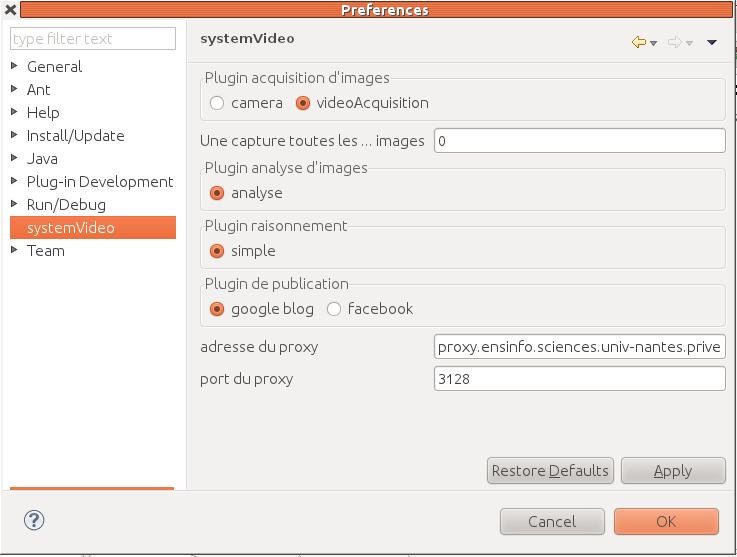 Preferences
type filter text
General
Ant
Help
Install/Update
Java
Plug-in Development
Run/Debug
systemVideo
Team
systemVideo
Plugin acquisition d'images
camera videoAcquisition
Une capture toutes les ... images 0
Plugin analyse d'images
analyse
Plugin raisonnement
simple
Plugin de publication
google blog facebook
adresse du proxy proxy.ensinfo.sciences.univ-nantes.prive
port du proxy 3128
Restore Defaults Apply
? Cancel OK